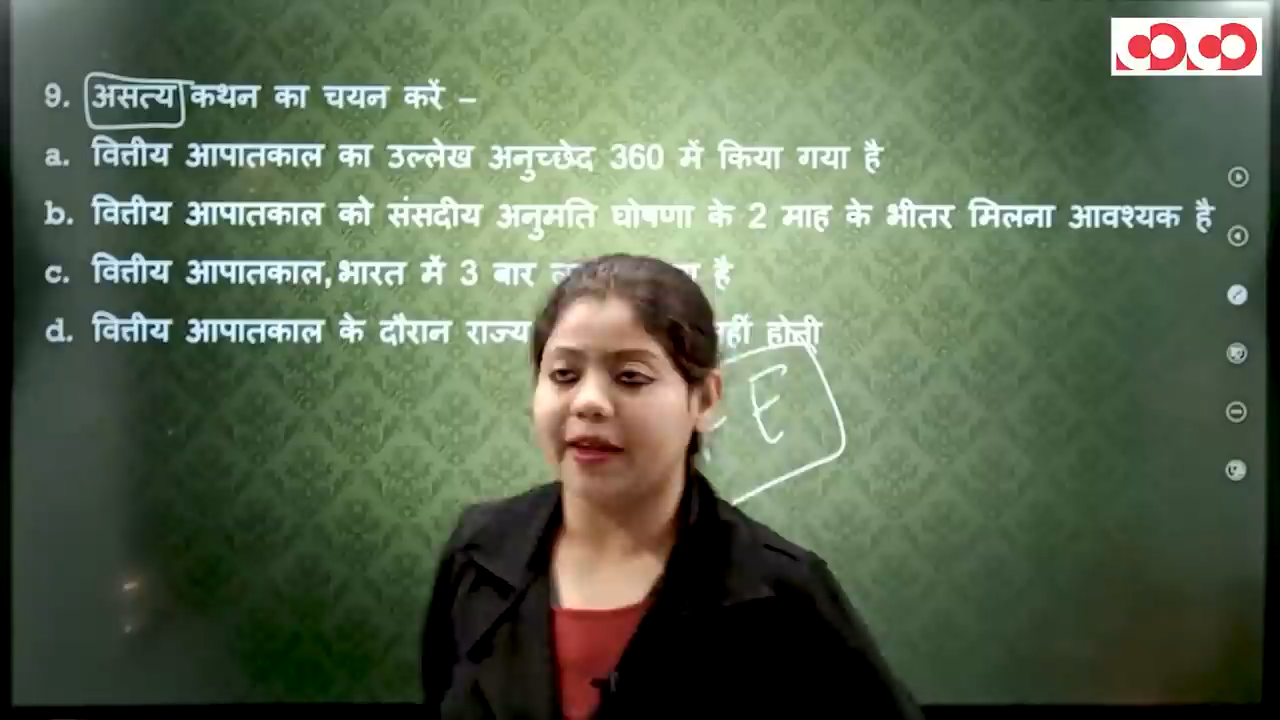 9. असत्य कथन का चयन करें –
a. वित्तीय आपातकाल का उल्लेख अनुच्छेद 360 में किया गया है
b. वित्तीय आपातकाल को संसदीय अनुमति घोषणा के 2 माह के भीतर मिलना आवश्यक है
c. वित्तीय आपातकाल, भारत में 3 बार है
d. वित्तीय आपातकाल के दौरान राज्य होती
E